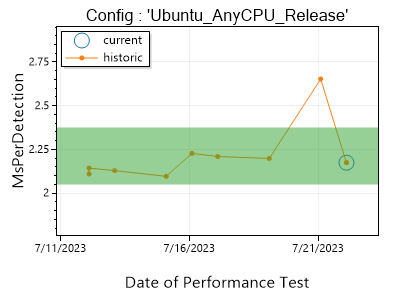 Config : 'Ubuntu_AnyCPU_Release'
current
historic
2.75
2.5
2.25
2
MsPerDetection
7/11/2023
7/16/2023
7/21/2023
Date of Performance Test